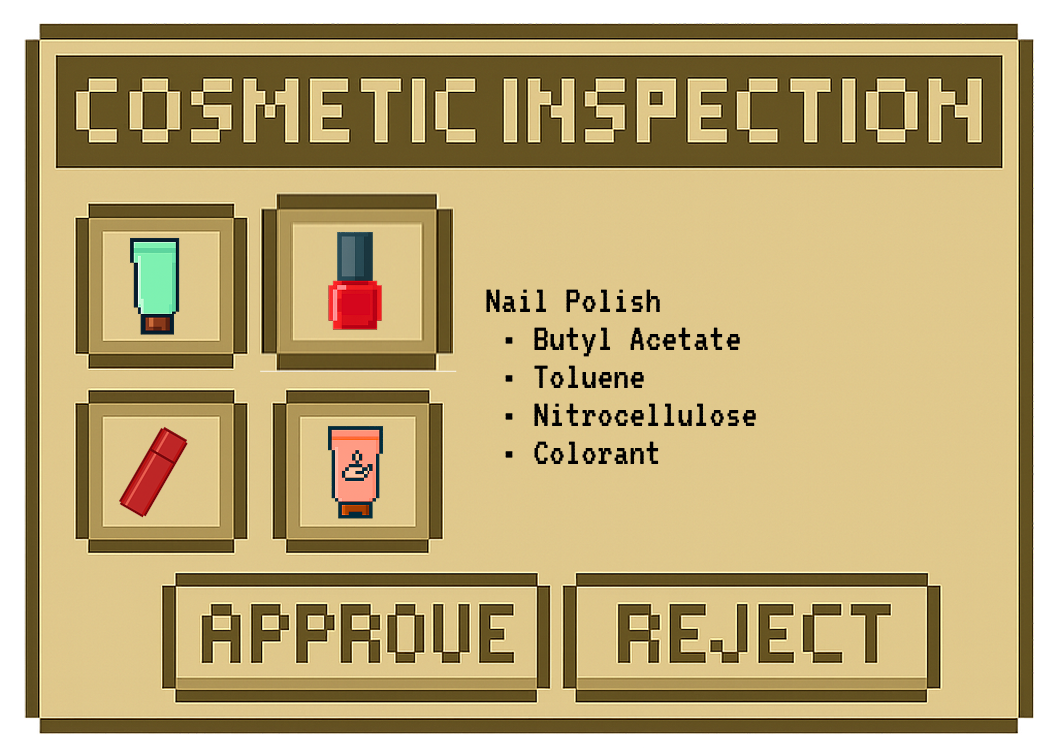 COSMETIC INSPECTION
Nail Polish
▪ Butyl Acetate
▪ Toluene
▪ Nitrocellulose
▪ Colorant
APPROVE
REJECT